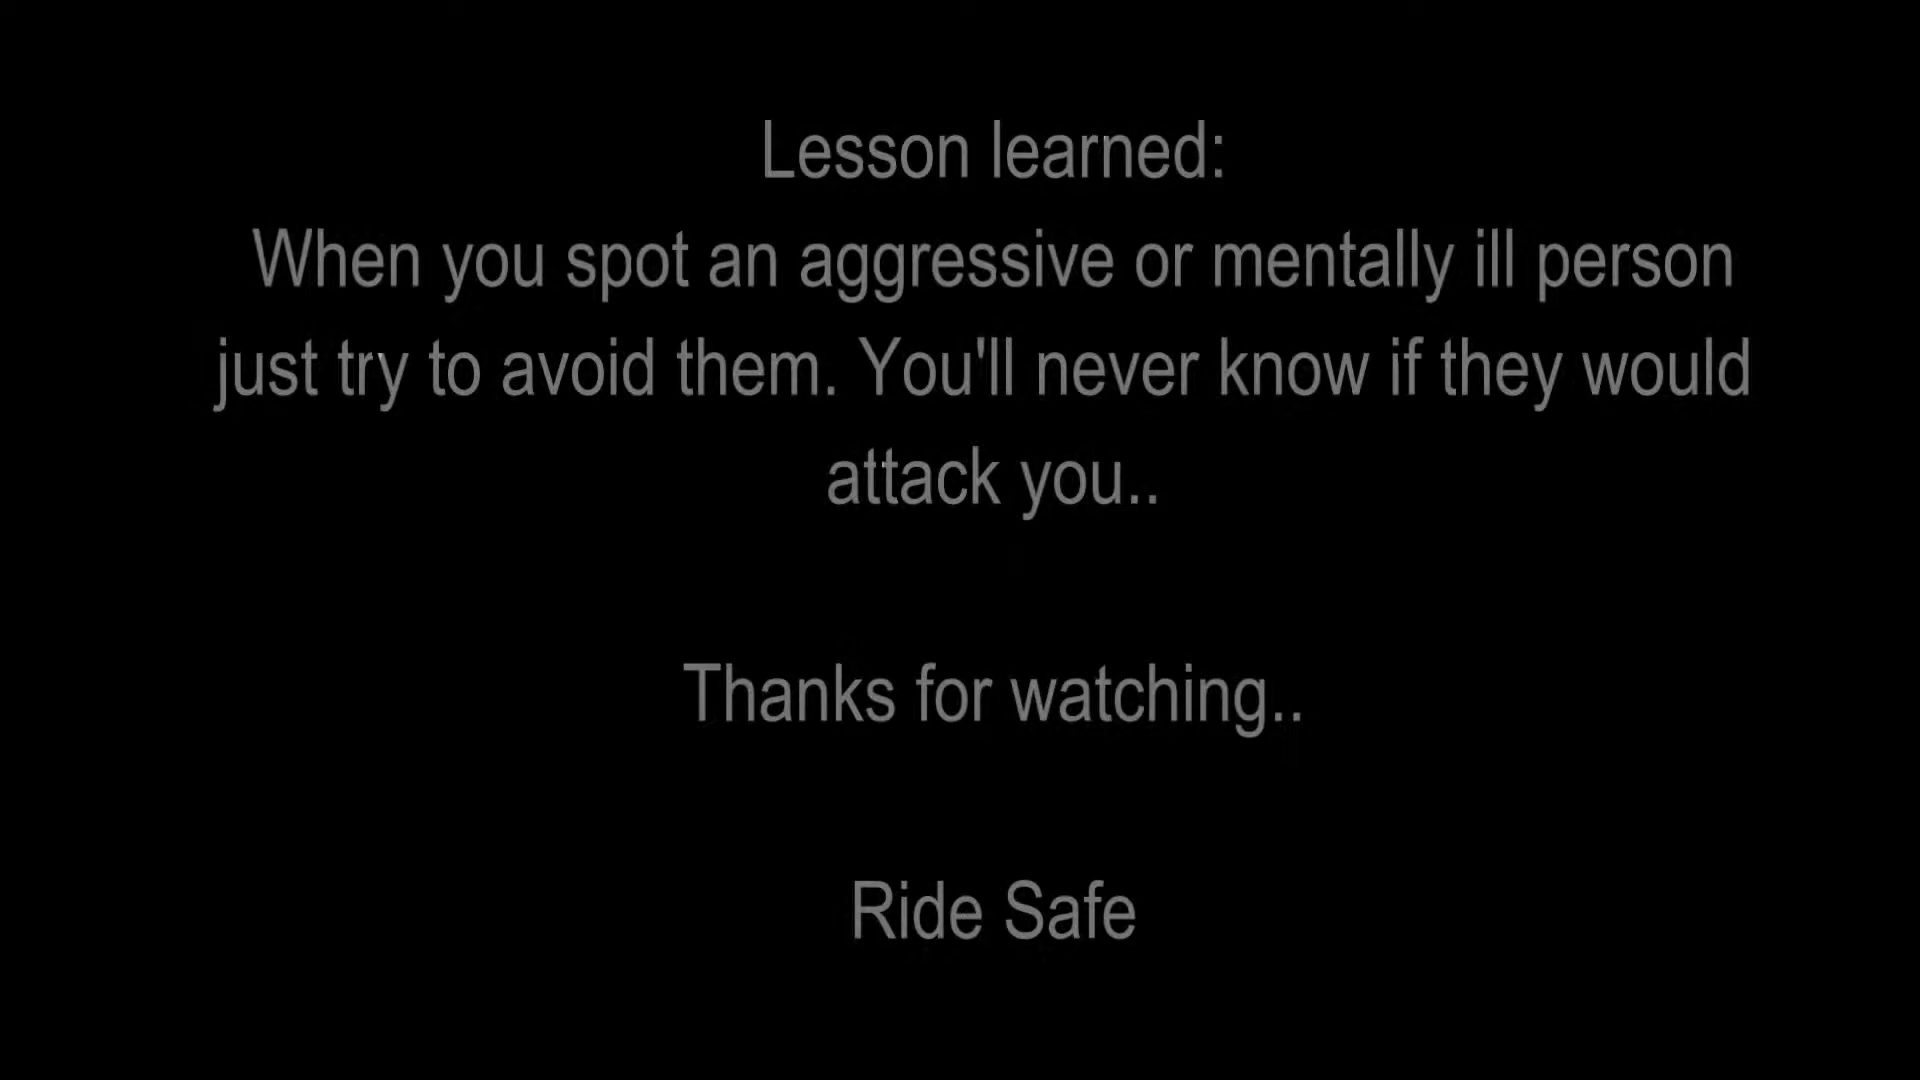 Lesson learned:
When you spot an aggressive or mentally ill person
just try to avoid them. You'll never know if they would
attack you..
Thanks for watching..
Ride Safe